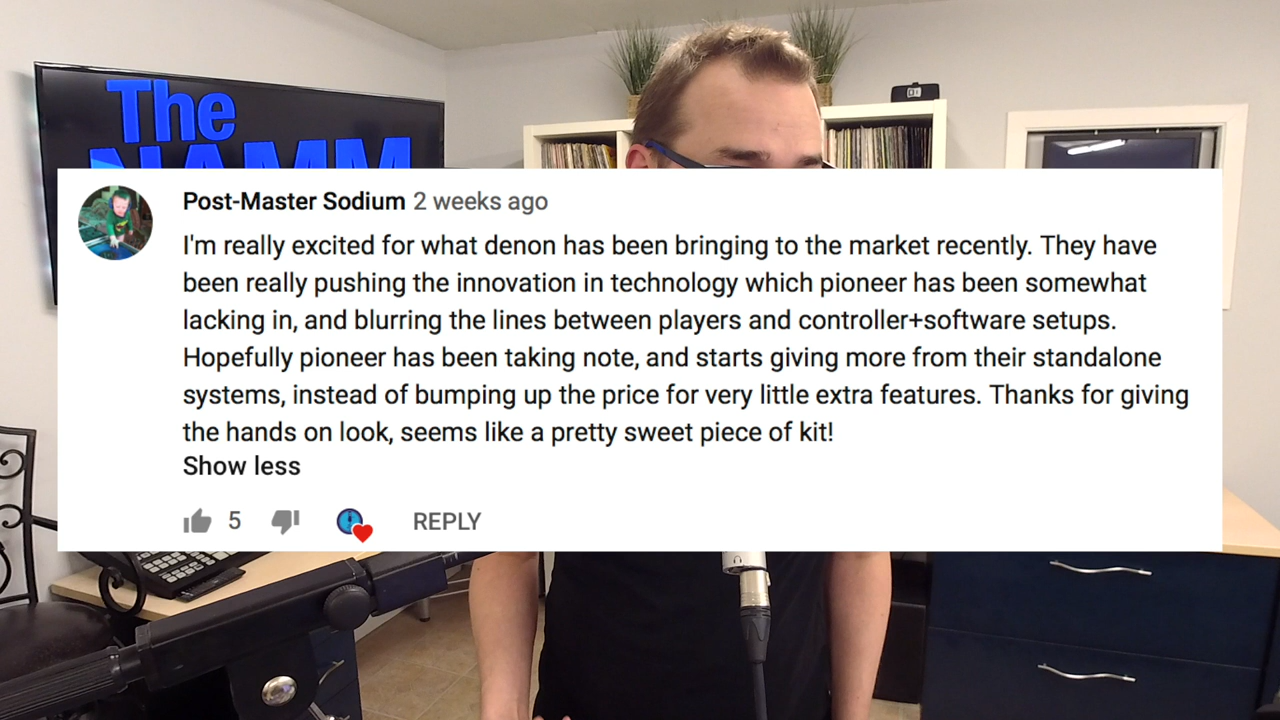 The
NAMM
Post-Master Sodium 2 weeks ago
I'm really excited for what denon has been bringing to the market recently. They have
been really pushing the innovation in technology which pioneer has been somewhat
lacking in, and blurring the lines between players and controller+software setups.
Hopefully pioneer has been taking note, and starts giving more from their standalone
systems, instead of bumping up the price for very little extra features. Thanks for giving
the hands on look, seems like a pretty sweet piece of kit!
Show less
5
REPLY